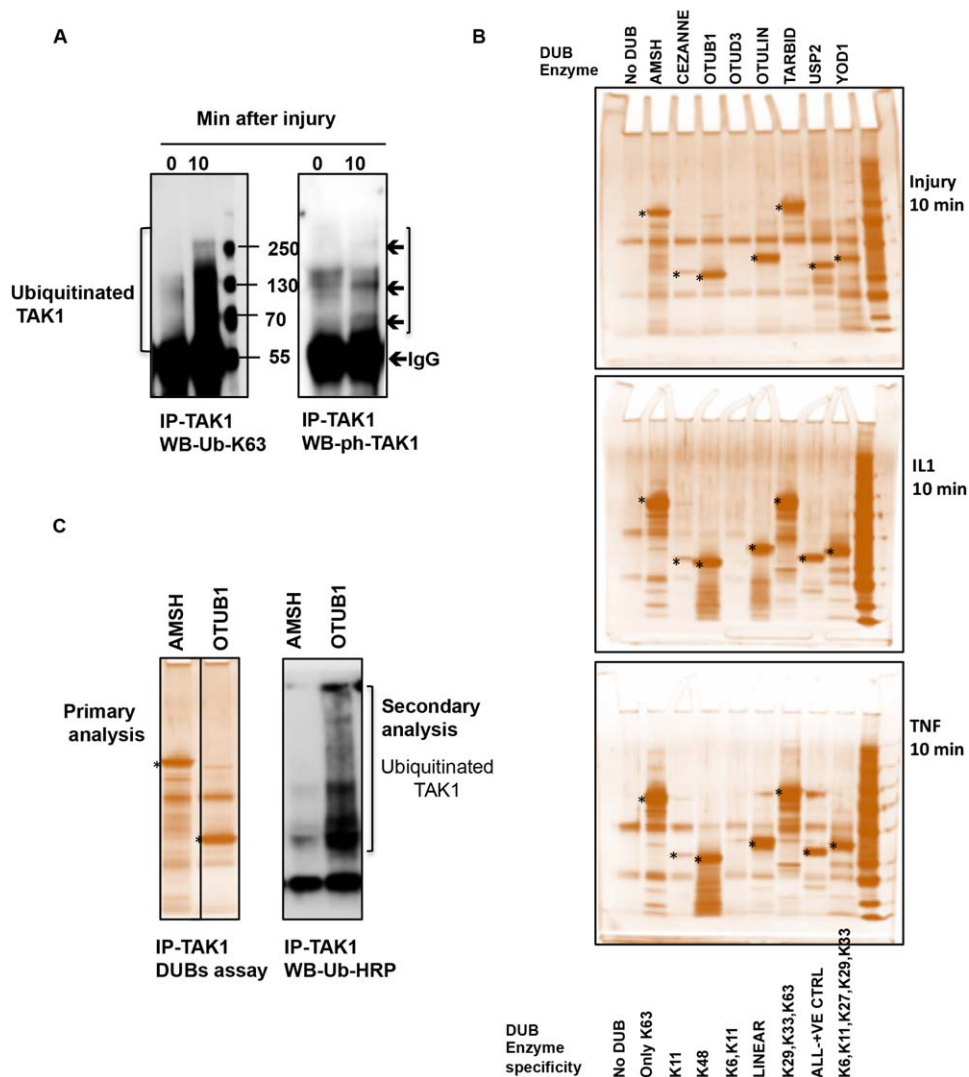 A
Min after injury
0 10
0 10
Ubiquitinated
TAK1
250
130
70
55
IgG
IP-TAK1
WB-Ub-K63
IP-TAK1
WB-ph-TAK1
B
DUB
Enzyme
No DUB
AMSH
CEZANNE
OTUB1
OTUD3
OTULIN
TARBID
USP2
YOD1
*
*
*
*
*
*
*
Injury
10 min
*
*
*
*
*
*
*
IL1
10 min
*
*
*
*
*
*
*
TNF
10 min
DUB
Enzyme
specificity
No DUB
Only K63
K11
K48
K6,K11
LINEAR
K29,K33,K63
ALL-+VE CTRL
K6,K11,K27,K29,K33
C
AMSH
OTUB1
AMSH
OTUB1
Primary
analysis
*
*
Secondary
analysis
Ubiquitinated
TAK1
IP-TAK1
DUBs assay
IP-TAK1
WB-Ub-HRP